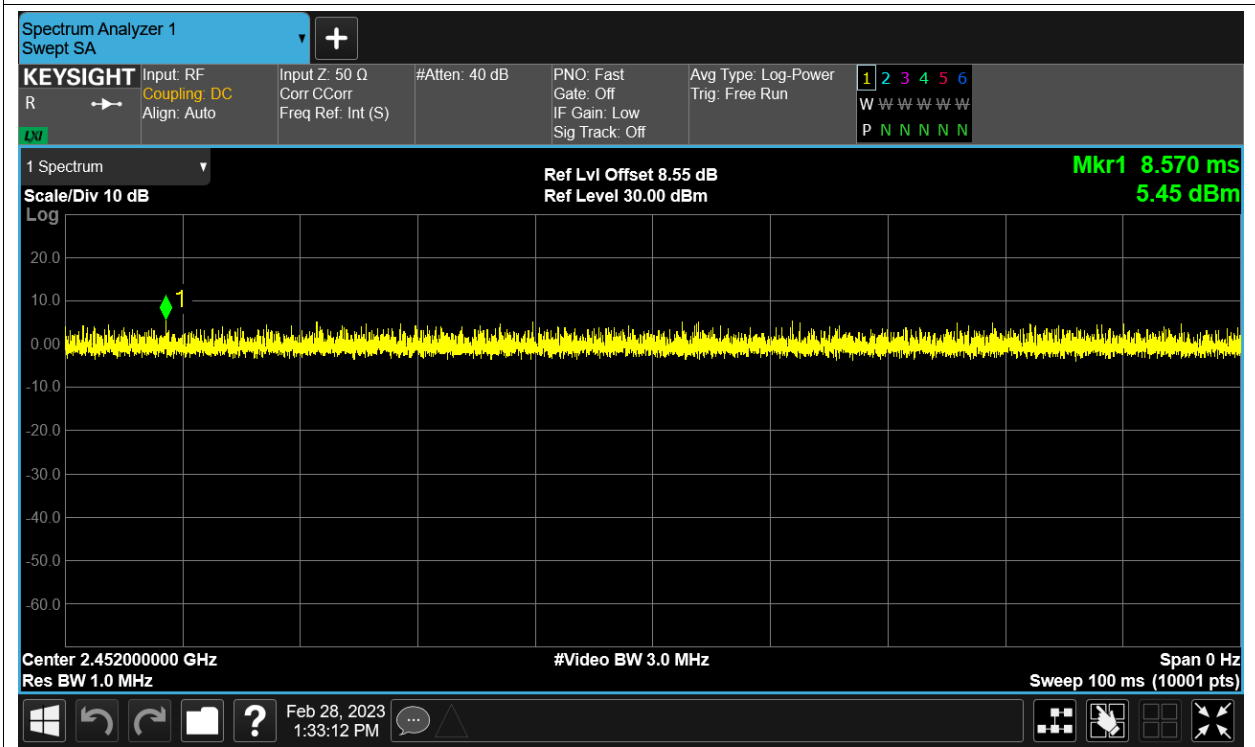 Spectrum Analyzer 1
Swept SA
KEYSIGHT
R
LXI
Input: RF
Coupling: DC
Align: Auto
Input Z: 50 Ω
Corr CCorr
Freq Ref: Int (S)
#Atten: 40 dB
PNO: Fast
Gate: Off
IF Gain: Low
Sig Track: Off
Avg Type: Log-Power
Trig: Free Run
1 2 3 4 5 6
W W W W W W
P N N N N N
1 Spectrum
Scale/Div 10 dB
Log
Ref Lvl Offset 8.55 dB
Ref Level 30.00 dBm
Mkr1 8.570 ms
5.45 dBm
20.0
10.0
1
0.00
-10.0
-20.0
-30.0
-40.0
-50.0
-60.0
Center 2.452000000 GHz
Res BW 1.0 MHz
#Video BW 3.0 MHz
Span 0 Hz
Sweep 100 ms (10001 pts)
?
Feb 28, 2023
1:33:12 PM